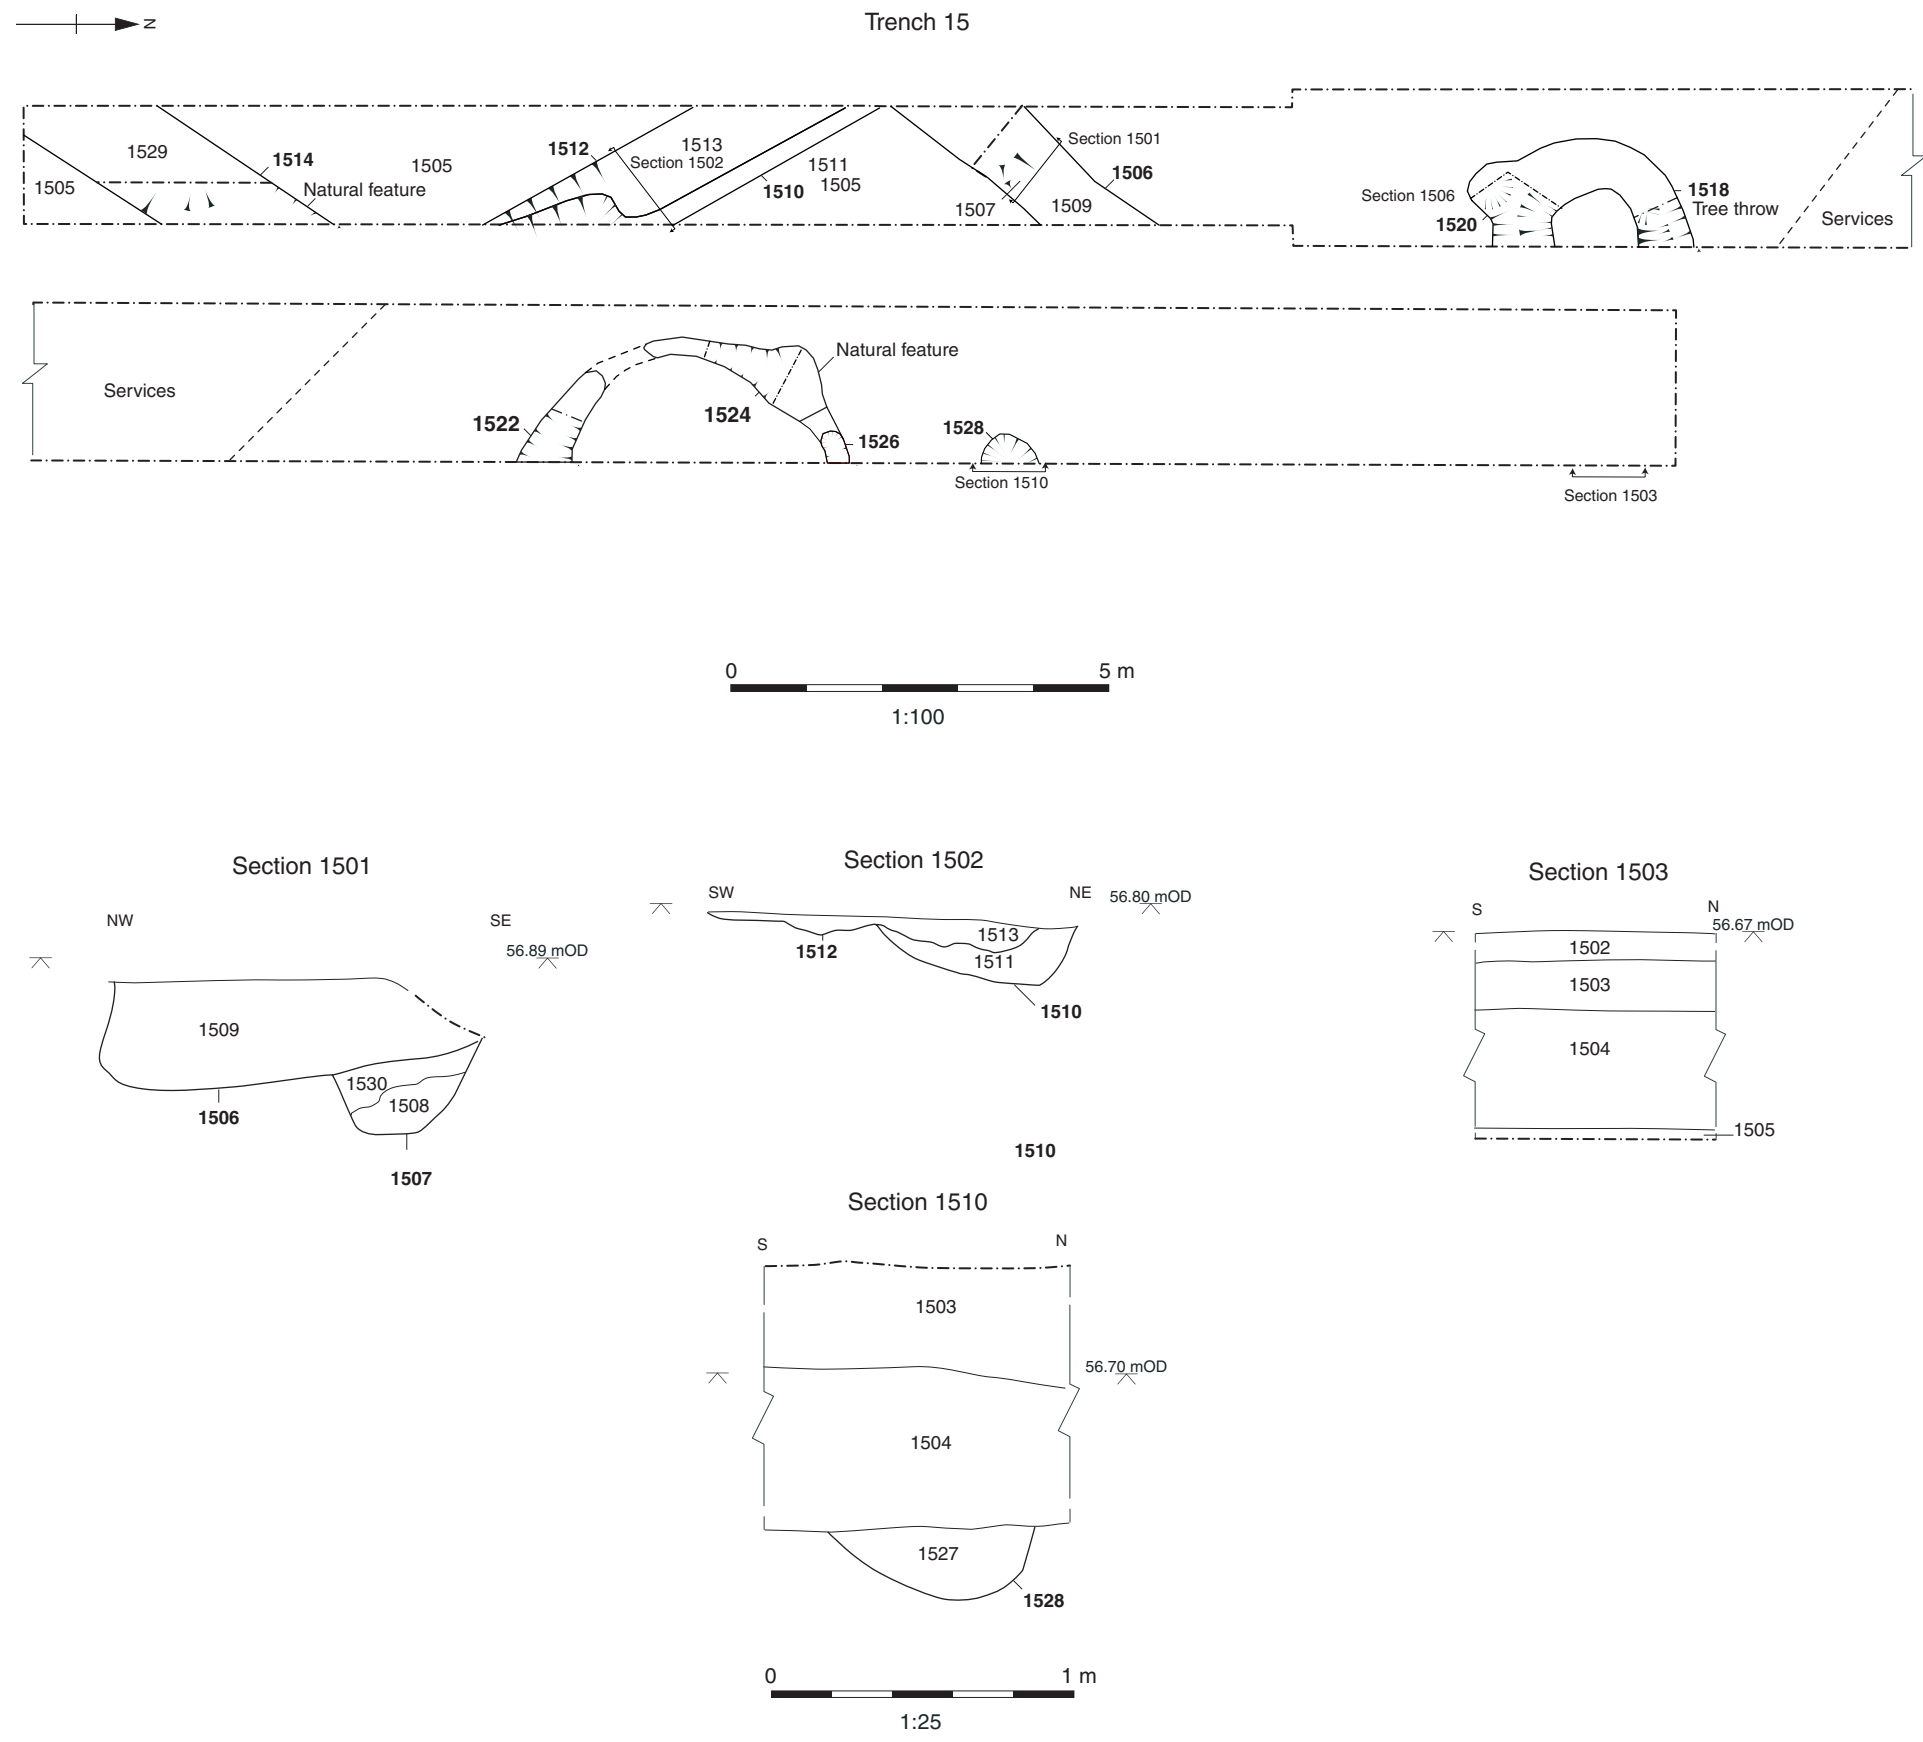 Trench 15
N
1529
1514
1505
1512
1513
Section 1502
1511
1505
1510
Section 1501
1506
1505
Natural feature
1507
1509
Section 1506
1520
1518
Tree throw
Services
Services
Natural feature
1522
1524
1526
1528
Section 1510
Section 1503
0 5 m
1:100
Section 1501
NW SE
56.89 mOD
1509
1530
1508
1506
1507
Section 1502
SW NE 56.80 mOD
1513
1512
1511
1510
1510
Section 1503
S N
56.67 mOD
1502
1503
1504
1505
Section 1510
S N
1503
56.70 mOD
1504
1527
1528
0 1 m
1:25